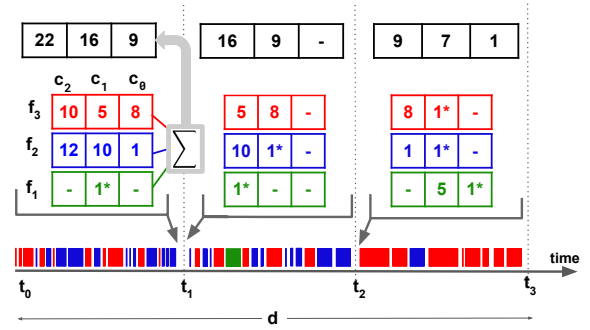 22 16 9 16 9 - 9 7 1
c₂ c₁ c₀
f₃ 10 5 8 5 8 - 8 1* -
f₂ 12 10 1 ∑ 10 1* - 1 1* -
f₁ - 1* - 1* - - - 5 1*
time
t₀ t₁ t₂ t₃
d